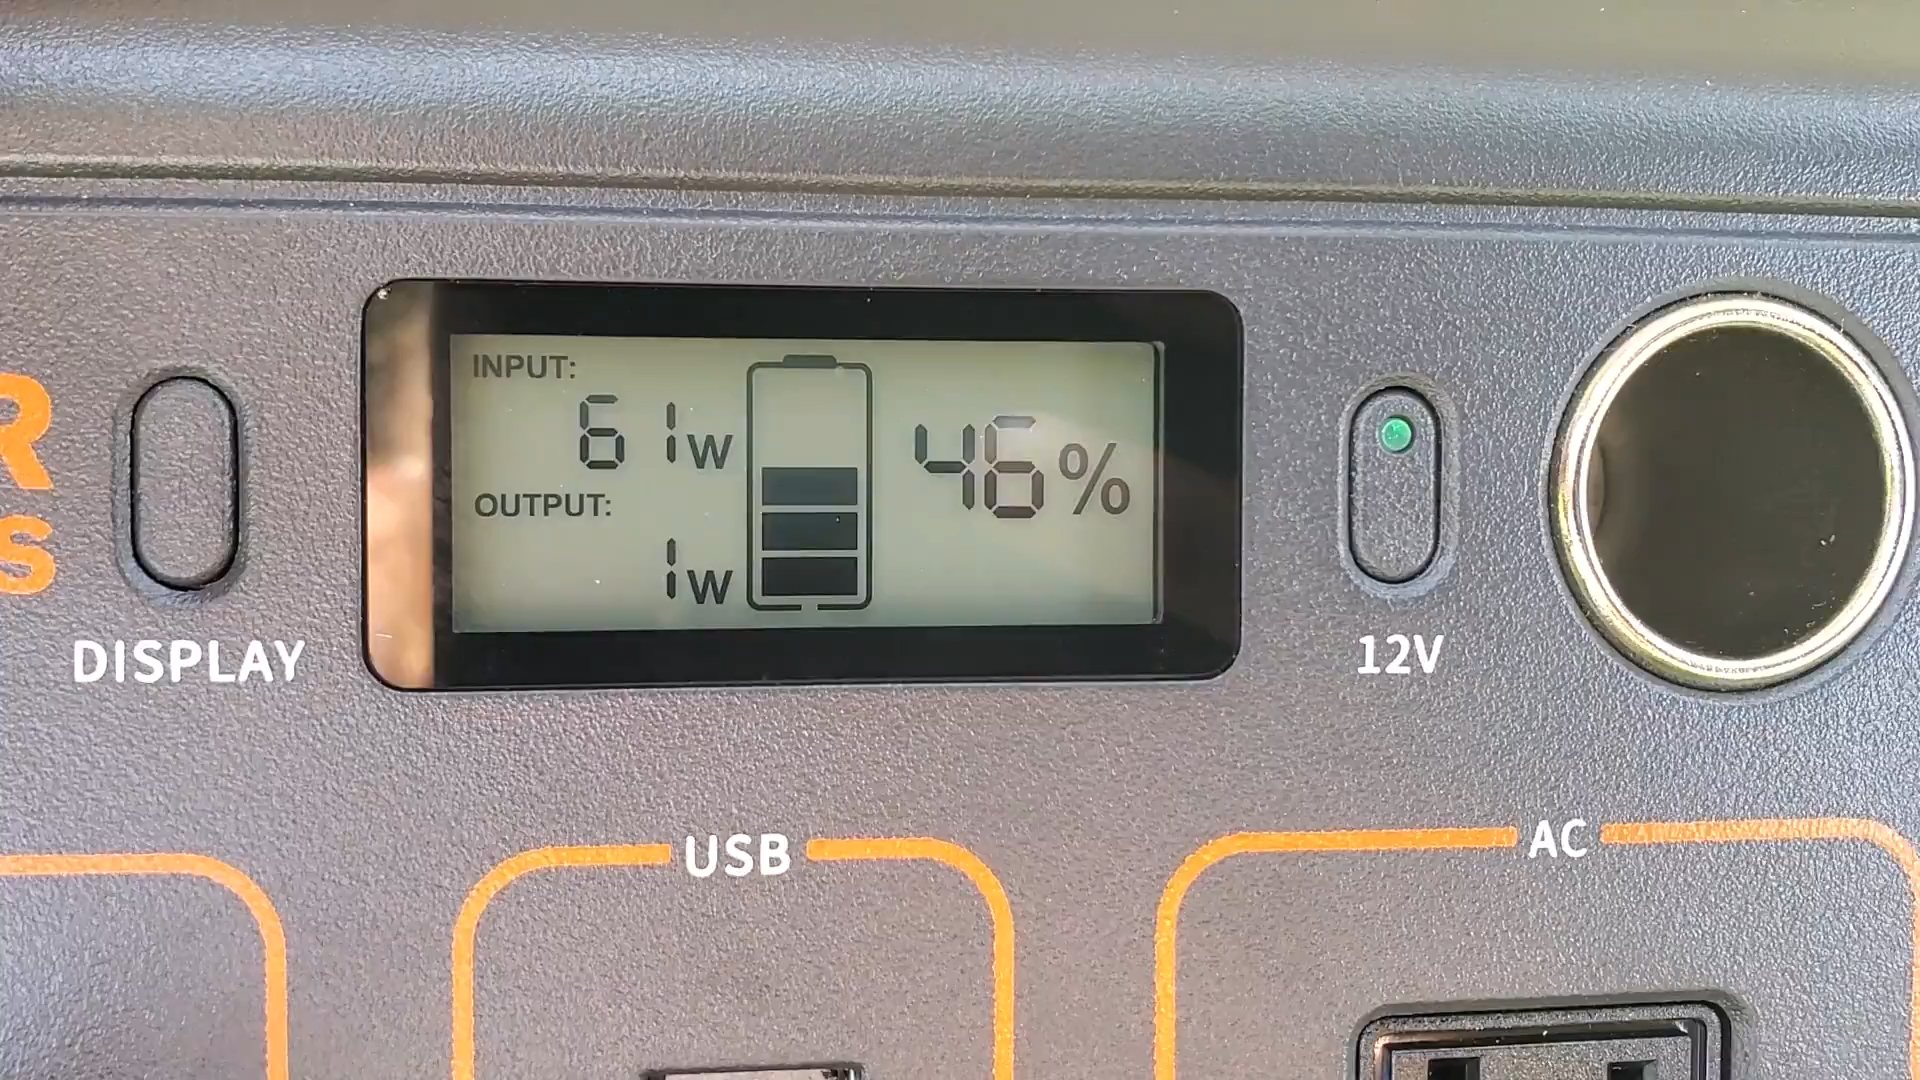 INPUT:
61W
OUTPUT:
1W
46%
R
S
DISPLAY
12V
USB
AC